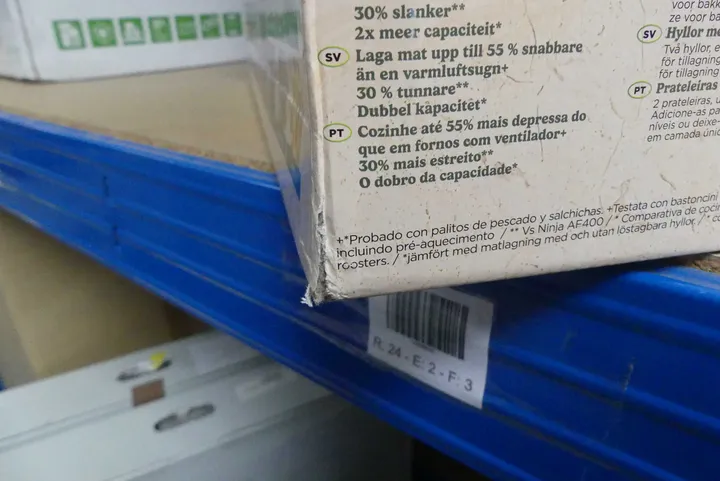 30% slanker**
2x meer capaciteit*
SV Laga mat upp till 55 % snabbare
än en varmluftsugn+
30 % tunnare**
Dubbel kapacitet*
PT Cozinhe até 55% mais depressa do
que em fornos com ventilador+
30% mais estreito**
O dobro da capacidade*
voor bakk
ze voor ba
SV Hyllor me
Två hyllor, e
för tillagning
för tillagning
PT Prateleiras
2 prateleiras, u
Adicione-as pa
níveis ou deixe-
em camada únic
+*Probado con palitos de pescado y salchichas. +Testata con bastoncini
incluindo pré-aquecimento / ** Vs Ninja AF400 / * Comparativa de coci
roosters. / *jämfört med matlagning med och utan löstagbara hyllor
R: 24 - E: 2 - F: 3